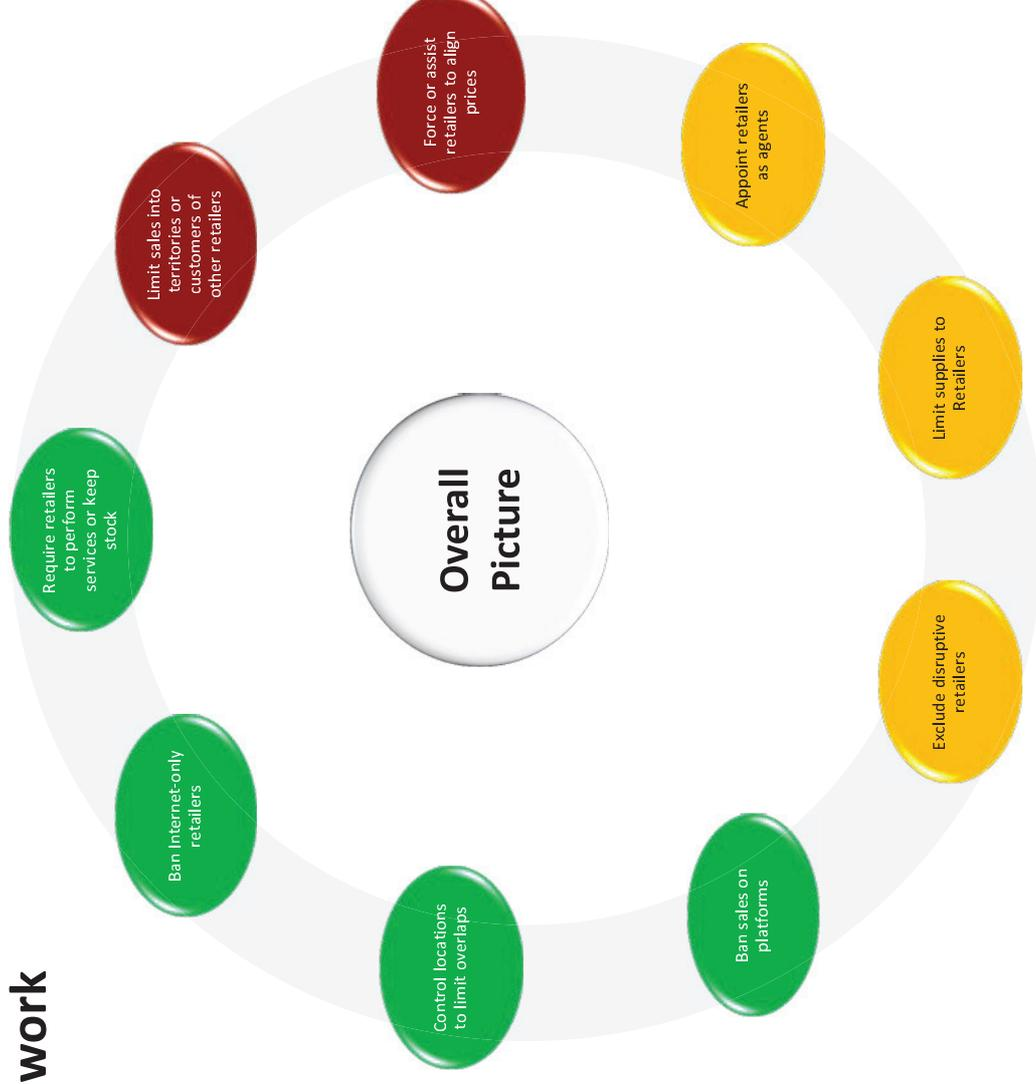 work
Require retailers
to perform
services or keep
stock
Ban Internet-only
retailers
Limit sales into
territories or
customers of
other retailers
Control locations
to limit overlaps
Overall
Picture
Force or assist
retailers to align
prices
Ban sales on
platforms
Appoint retailers
as agents
Exclude disruptive
retailers
Limit supplies to
Retailers